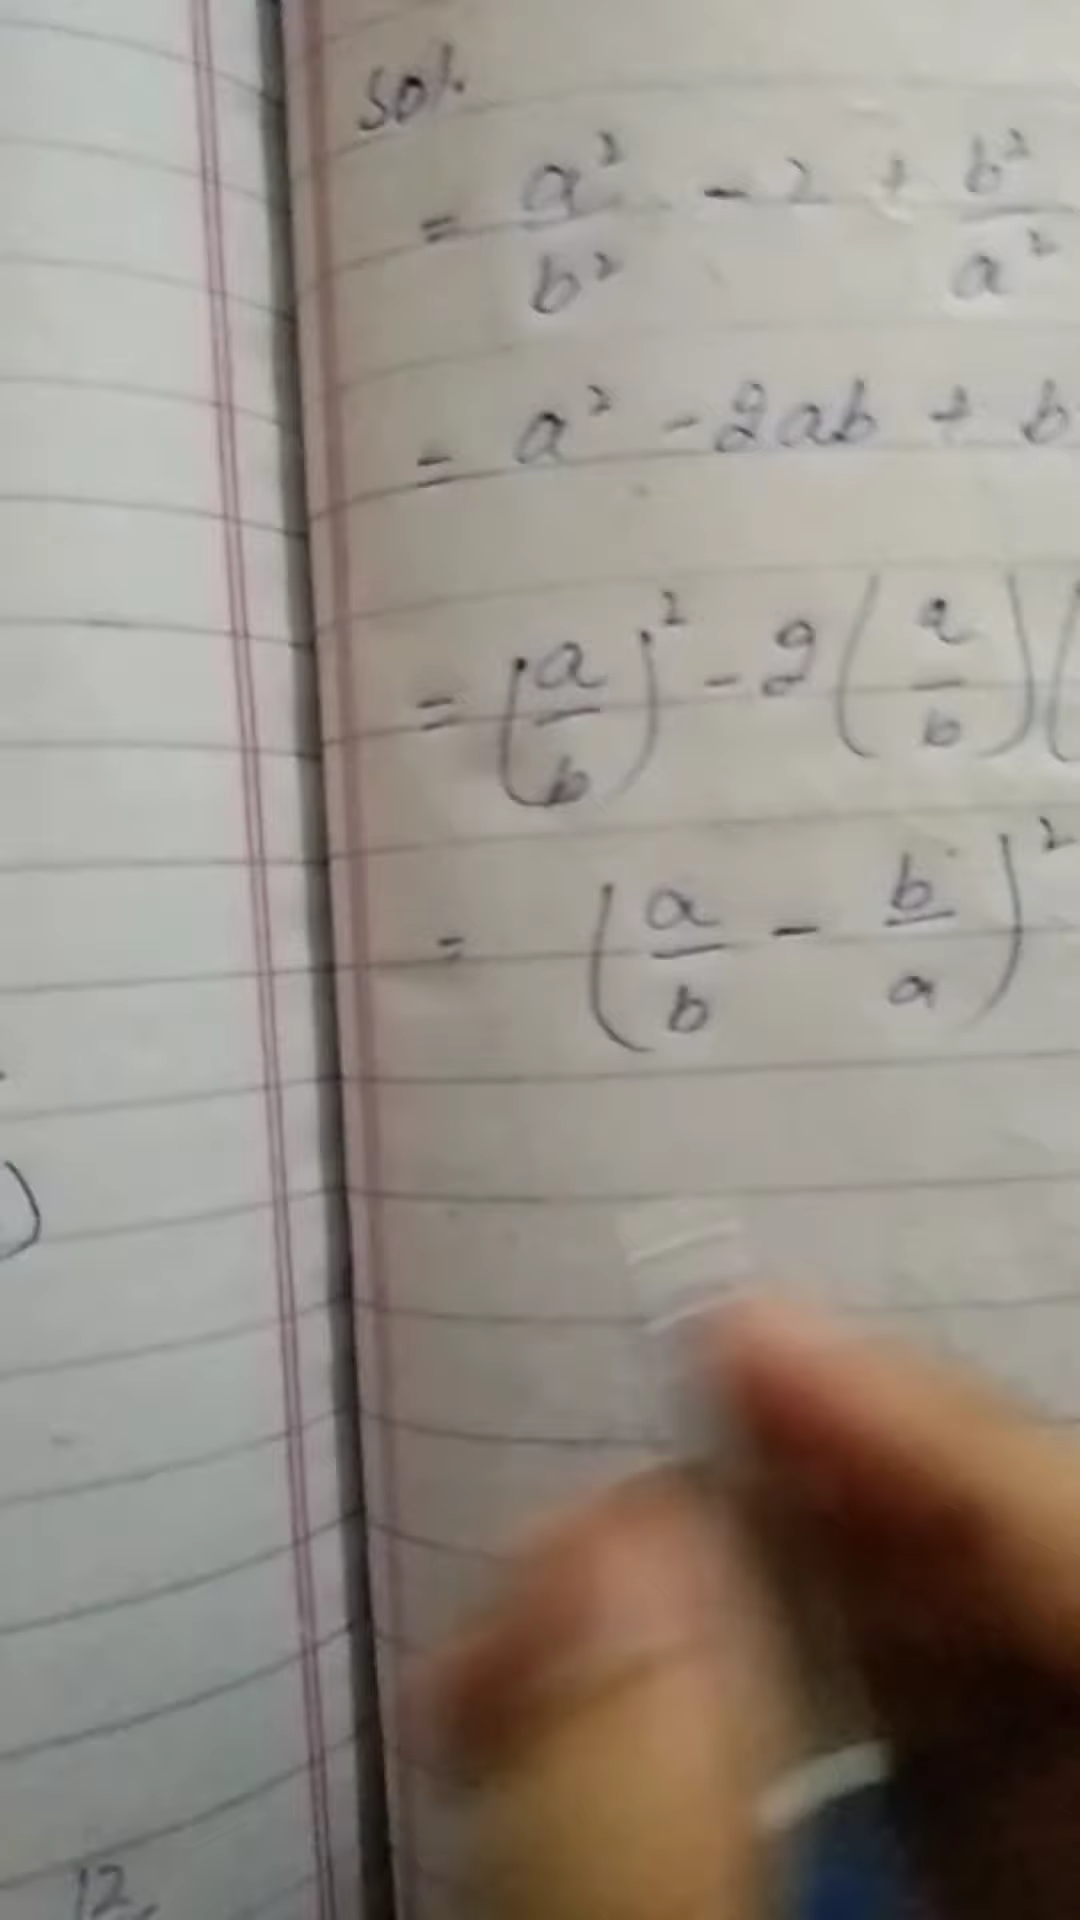 Sol.
= a²/b² - 2 + b²/a²
= a² - 2ab + b
= (a/b)² - 2(a/b)(
= (a/b - b/a)²
)
12